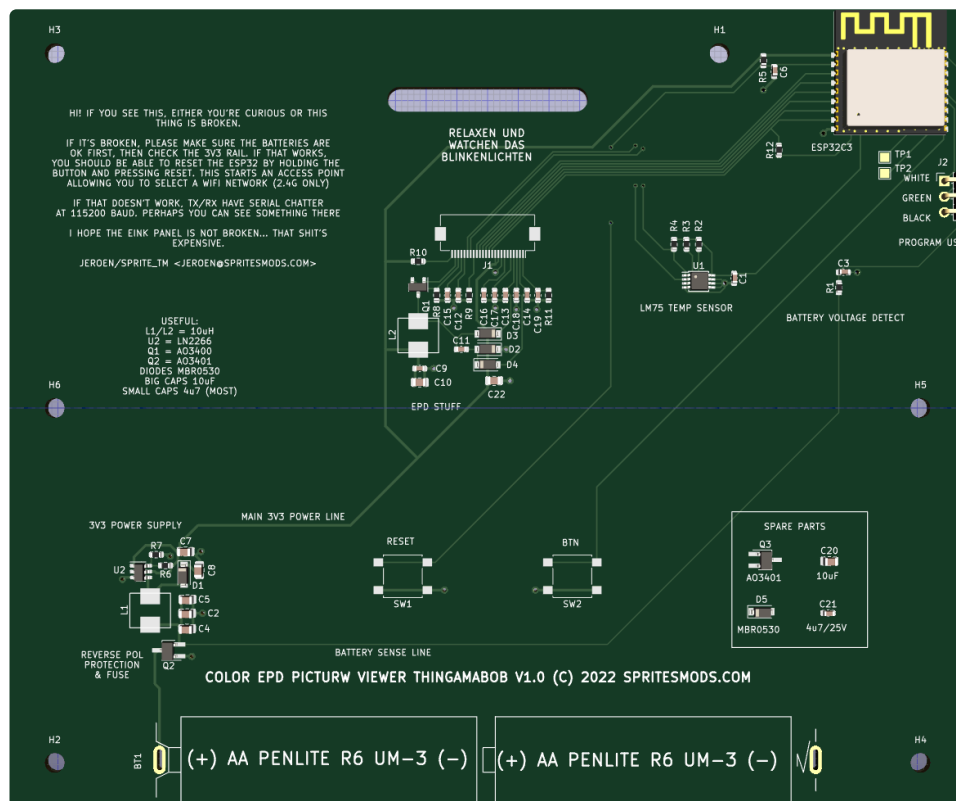 H3
H1
R5
C6
HI! IF YOU SEE THIS, EITHER YOU'RE CURIOUS OR THIS
THING IS BROKEN.
IF IT'S BROKEN, PLEASE MAKE SURE THE BATTERIES ARE
OK FIRST, THEN CHECK THE 3V3 RAIL. IF THAT WORKS,
YOU SHOULD BE ABLE TO RESET THE ESP32 BY HOLDING THE
BUTTON AND PRESSING RESET. THIS STARTS AN ACCESS POINT
ALLOWING YOU TO SELECT A WIFI NETWORK (2.4G ONLY)
IF THAT DOESN'T WORK, TX/RX HAVE SERIAL CHATTER
AT 115200 BAUD. PERHAPS YOU CAN SEE SOMETHING THERE
I HOPE THE EINK PANEL IS NOT BROKEN... THAT SHIT'S
EXPENSIVE.
JEROEN/SPRITE_TM <JEROEN@SPRITESMODS.COM>
RELAXEN UND
WATCHEN DAS
BLINKENLICHTEN
R12
ESP32C3
TP1
TP2
J2
WHITE
GREEN
BLACK
PROGRAM US
R10
J1
Q1
R8
C15
C12
R9
C16
C17
C13
C18
C14
C19
R11
L2
D3
C11
D2
D4
C9
C10
C22
EPD STUFF
R4
R3
R2
U1
C1
LM75 TEMP SENSOR
C3
R1
BATTERY VOLTAGE DETECT
USEFUL:
L1/L2 = 10uH
U2 = LN2266
Q1 = AO3400
Q2 = AO3401
DIODES MBR0530
BIG CAPS 10uF
SMALL CAPS 4u7 (MOST)
H6
H5
MAIN 3V3 POWER LINE
3V3 POWER SUPPLY
R7
C7
U2
R6
C8
D1
L1
C5
C2
C4
Q2
REVERSE POL
PROTECTION
& FUSE
RESET
SW1
BTN
SW2
SPARE PARTS
Q3
AO3401
C20
10uF
D5
MBR0530
C21
4u7/25V
BATTERY SENSE LINE
COLOR EPD PICTURW VIEWER THINGAMABOB V1.0 (C) 2022 SPRITESMODS.COM
H2
BT1
(+) AA PENLITE R6 UM-3 (-)
(+) AA PENLITE R6 UM-3 (-)
H4